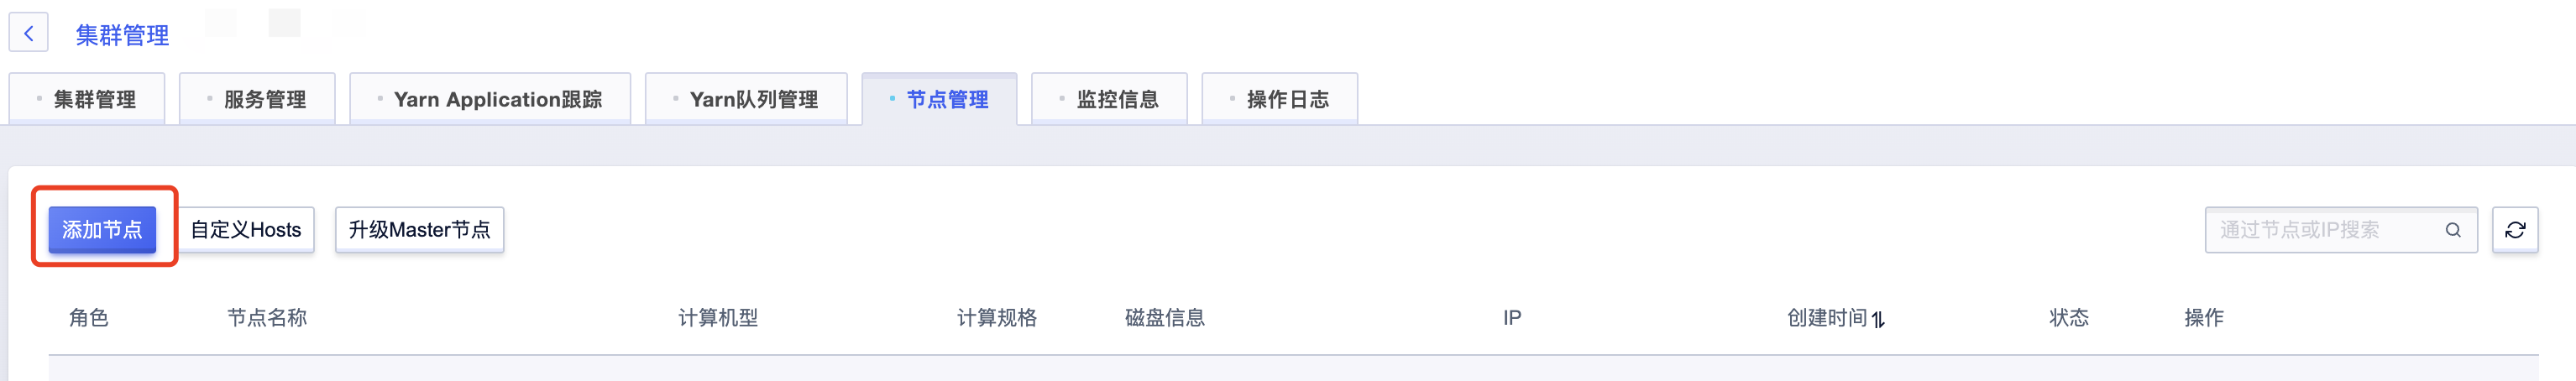 集群管理
集群管理 服务管理 Yarn Application跟踪 Yarn队列管理 节点管理 监控信息 操作日志
添加节点 自定义Hosts 升级Master节点 通过节点或IP搜索
角色 节点名称 计算机型 计算规格 磁盘信息 IP 创建时间 状态 操作